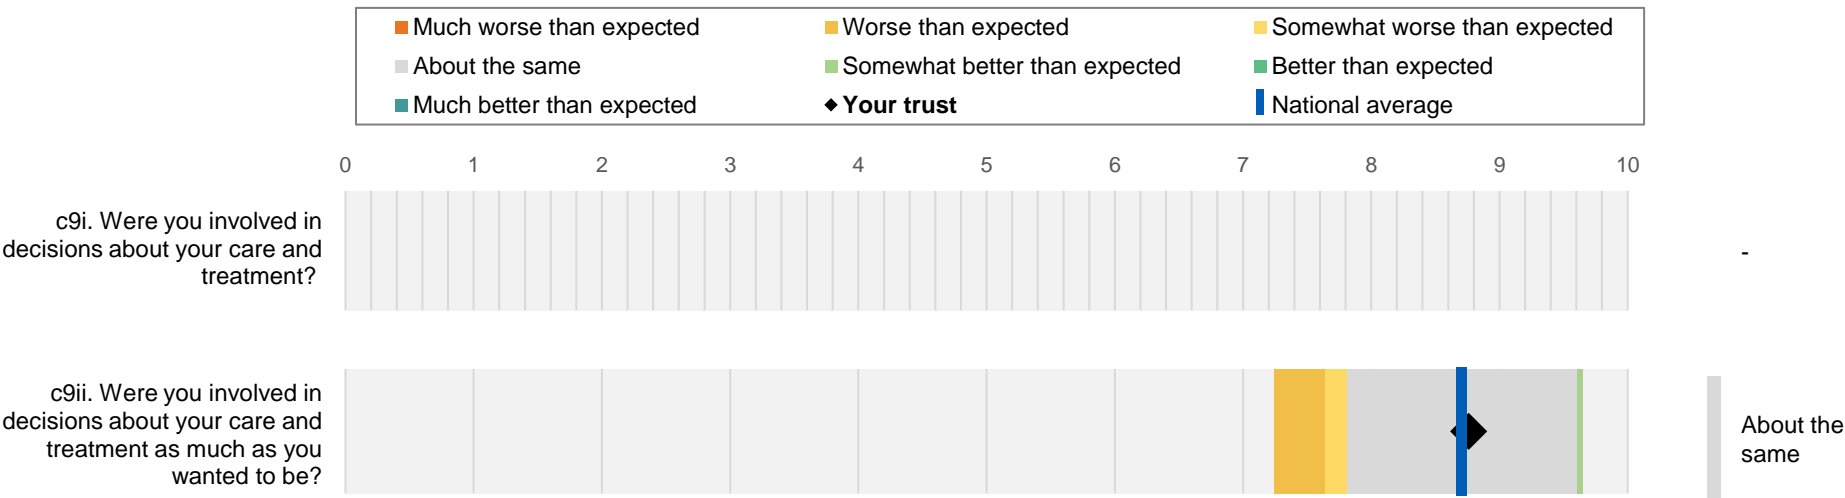 Much worse than expected
Worse than expected
Somewhat worse than expected
About the same
Somewhat better than expected
Better than expected
Much better than expected
Your trust
National average
0 1 2 3 4 5 6 7 8 9 10
c9i. Were you involved in
decisions about your care and
treatment?
-
c9ii. Were you involved in
decisions about your care and
treatment as much as you
wanted to be?
About the
same